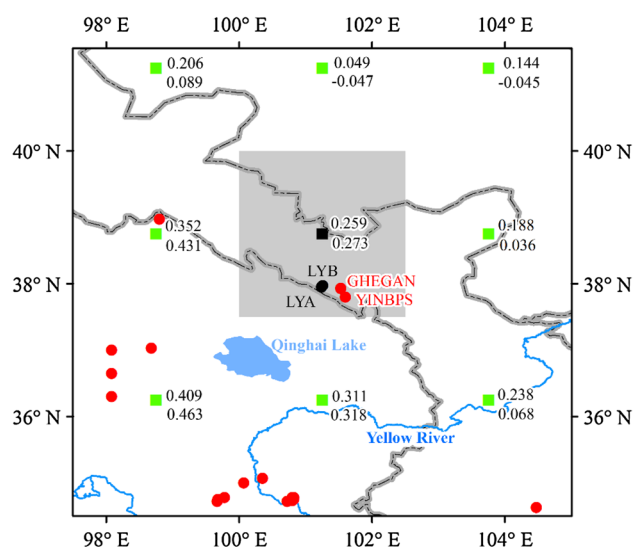 98° E 100° E 102° E 104° E
0.206 0.049 0.144
0.089 -0.047 -0.045
40° N 40° N
0.352 0.259 0.188
0.431 0.273 0.036
38° N 38° N
LYB GHEGAN
LYA YINBPS
Qinghai Lake
0.409 0.311 0.238
0.463 0.318 0.068
36° N 36° N
Yellow River
98° E 100° E 102° E 104° E